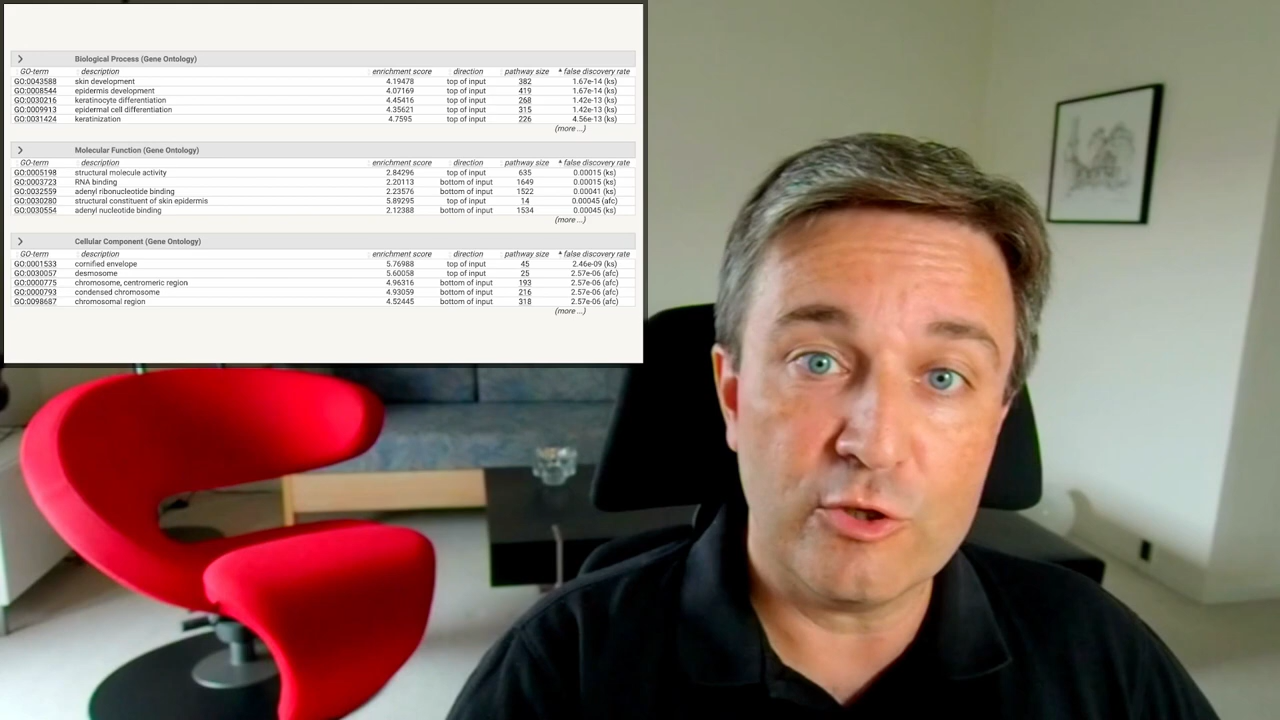 Biological Process (Gene Ontology)
GO-term description enrichment score direction pathway size * false discovery rate
GO:0043588 skin development 4.19478 top of input 382 1.67e-14 (ks)
GO:0008544 epidermis development 4.07169 top of input 419 1.67e-14 (ks)
GO:0030216 keratinocyte differentiation 4.45416 top of input 268 1.42e-13 (ks)
GO:0009913 epidermal cell differentiation 4.35621 top of input 315 1.42e-13 (ks)
GO:0031424 keratinization 4.7595 top of input 226 4.56e-13 (ks)
(more ...)
Molecular Function (Gene Ontology)
GO-term description enrichment score direction pathway size * false discovery rate
GO:0005198 structural molecule activity 2.84296 top of input 635 0.00015 (ks)
GO:0003723 RNA binding 2.20113 bottom of input 1649 0.00015 (ks)
GO:0032559 adenyl ribonucleotide binding 2.23576 bottom of input 1522 0.00041 (ks)
GO:0030280 structural constituent of skin epidermis 5.89295 top of input 14 0.00045 (afc)
GO:0030554 adenyl nucleotide binding 2.12388 bottom of input 1534 0.00045 (ks)
(more ...)
Cellular Component (Gene Ontology)
GO-term description enrichment score direction pathway size * false discovery rate
GO:0001533 cornified envelope 5.76988 top of input 45 2.46e-09 (ks)
GO:0030057 desmosome 5.60058 top of input 25 2.57e-06 (afc)
GO:0000775 chromosome, centromeric region 4.96316 bottom of input 193 2.57e-06 (afc)
GO:0000793 condensed chromosome 4.93059 bottom of input 216 2.57e-06 (afc)
GO:0098687 chromosomal region 4.52445 bottom of input 318 2.57e-06 (afc)
(more ...)